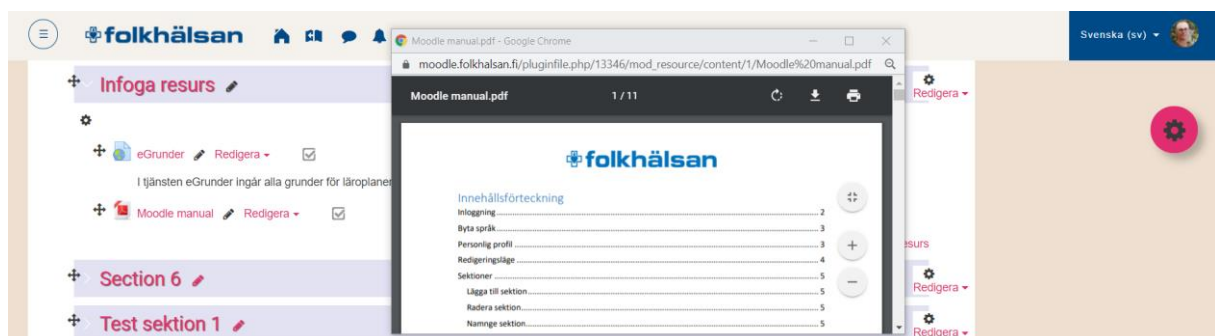 folkhälsan
Svenska (sv)
Moodle manual.pdf - Google Chrome
moodle.folkhalsan.fi/pluginfile.php/13346/mod_resource/content/1/Moodle%20manual.pdf
Moodle manual.pdf 1 / 11
folkhälsan
Innehållsförteckning
Inloggning 2
Byta språk 3
Personlig profil 3
Redigeringsläge 4
Sektioner 5
Lägga till sektion 5
Radera sektion 5
Namnge sektion 5
Infoga resurs
Redigera
eGrunder Redigera
I tjänsten eGrunder ingår alla grunder för läroplaner
Moodle manual Redigera
esurs
Section 6
Redigera
Test sektion 1
Redigera